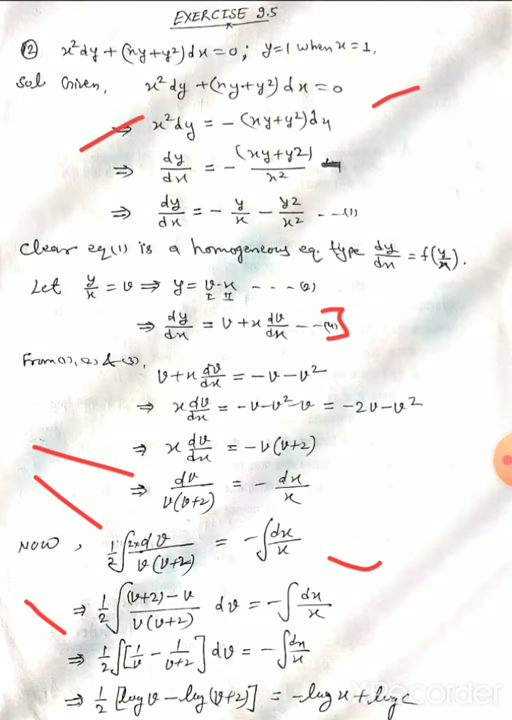 EXERCISE 9.5
(12) x²dy + (xy+y²)dx = 0; y=1 when x=1.
Sol Given, x²dy + (xy+y²)dx = 0
⇒ x²dy = -(xy+y²)dx
⇒ dy/dx = -(xy+y2)/x2
⇒ dy/dx = - y/x - y2/x² --- (1)
Clear eq (1) is a homogeneous eq. type dy/dx = f(y/x).
Let y/x = v ⇒ y = v·x - - - - (2)
I II
⇒ dy/dx = v + x dv/dx - -
From (1), (2) & (3),
v + x dv/dx = -v - v²
⇒ x dv/dx = -v - v² - v = -2v - v²
⇒ x dv/dx = -v(v+2)
⇒ dv/v(v+2) = - dx/x
NOW, 1/2 ∫ 2x dv/v(v+2) = -∫ dx/x
⇒ 1/2 ∫ (v+2) - v/v(v+2) dv = -∫ dx/x
⇒ 1/2 ∫ [1/v - 1/v+2] dv = -∫ dx/x
⇒ 1/2 [log v - log (v+2)] = -log x + log c
YouCut Recorder